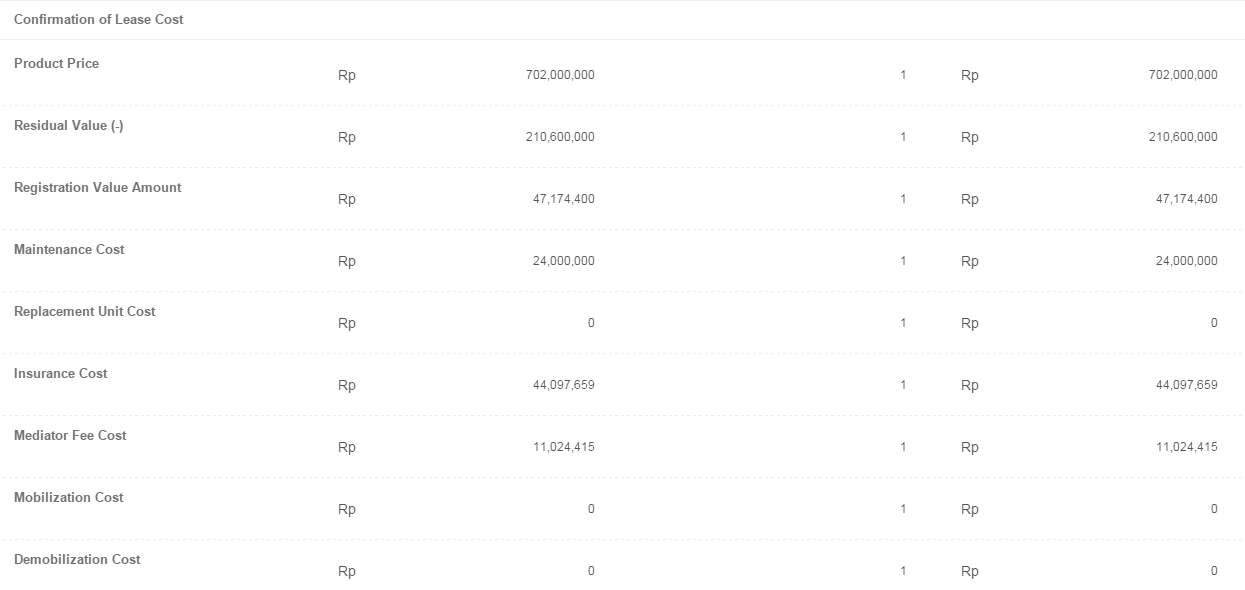 Confirmation of Lease Cost
Product Price Rp 702,000,000 1 Rp 702,000,000
Residual Value (-) Rp 210,600,000 1 Rp 210,600,000
Registration Value Amount Rp 47,174,400 1 Rp 47,174,400
Maintenance Cost Rp 24,000,000 1 Rp 24,000,000
Replacement Unit Cost Rp 0 1 Rp 0
Insurance Cost Rp 44,097,659 1 Rp 44,097,659
Mediator Fee Cost Rp 11,024,415 1 Rp 11,024,415
Mobilization Cost Rp 0 1 Rp 0
Demobilization Cost Rp 0 1 Rp 0